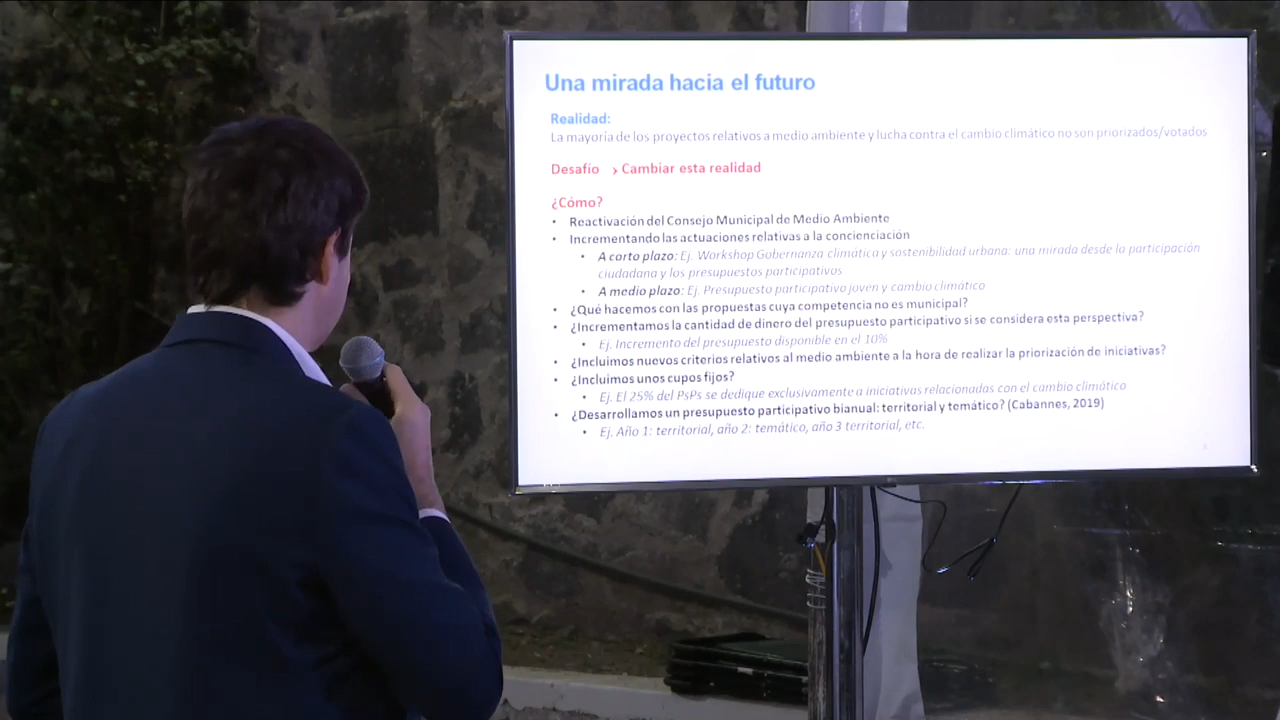 Una mirada hacia el futuro
Realidad:
La mayoría de los proyectos relativos a medio ambiente y lucha contra el cambio climático no son priorizados/votados
Desafío › Cambiar esta realidad
¿Cómo?
• Reactivación del Consejo Municipal de Medio Ambiente
• Incrementando las actuaciones relativas a la concienciación
• A corto plazo: Ej. Workshop Gobernanza climática y sostenibilidad urbana: una mirada desde la participación
ciudadana y los presupuestos participativos
• A medio plazo: Ej. Presupuesto participativo joven y cambio climático
• ¿Qué hacemos con las propuestas cuya competencia no es municipal?
• ¿Incrementamos la cantidad de dinero del presupuesto participativo si se considera esta perspectiva?
• Ej. Incremento del presupuesto disponible en el 10%
• ¿Incluimos nuevos criterios relativos al medio ambiente a la hora de realizar la priorización de iniciativas?
• ¿Incluimos unos cupos fijos?
• Ej. El 25% del PsPs se dedique exclusivamente a iniciativas relacionadas con el cambio climático
• ¿Desarrollamos un presupuesto participativo bianual: territorial y temático? (Cabannes, 2019)
• Ej. Año 1: territorial, año 2: temático, año 3 territorial, etc.